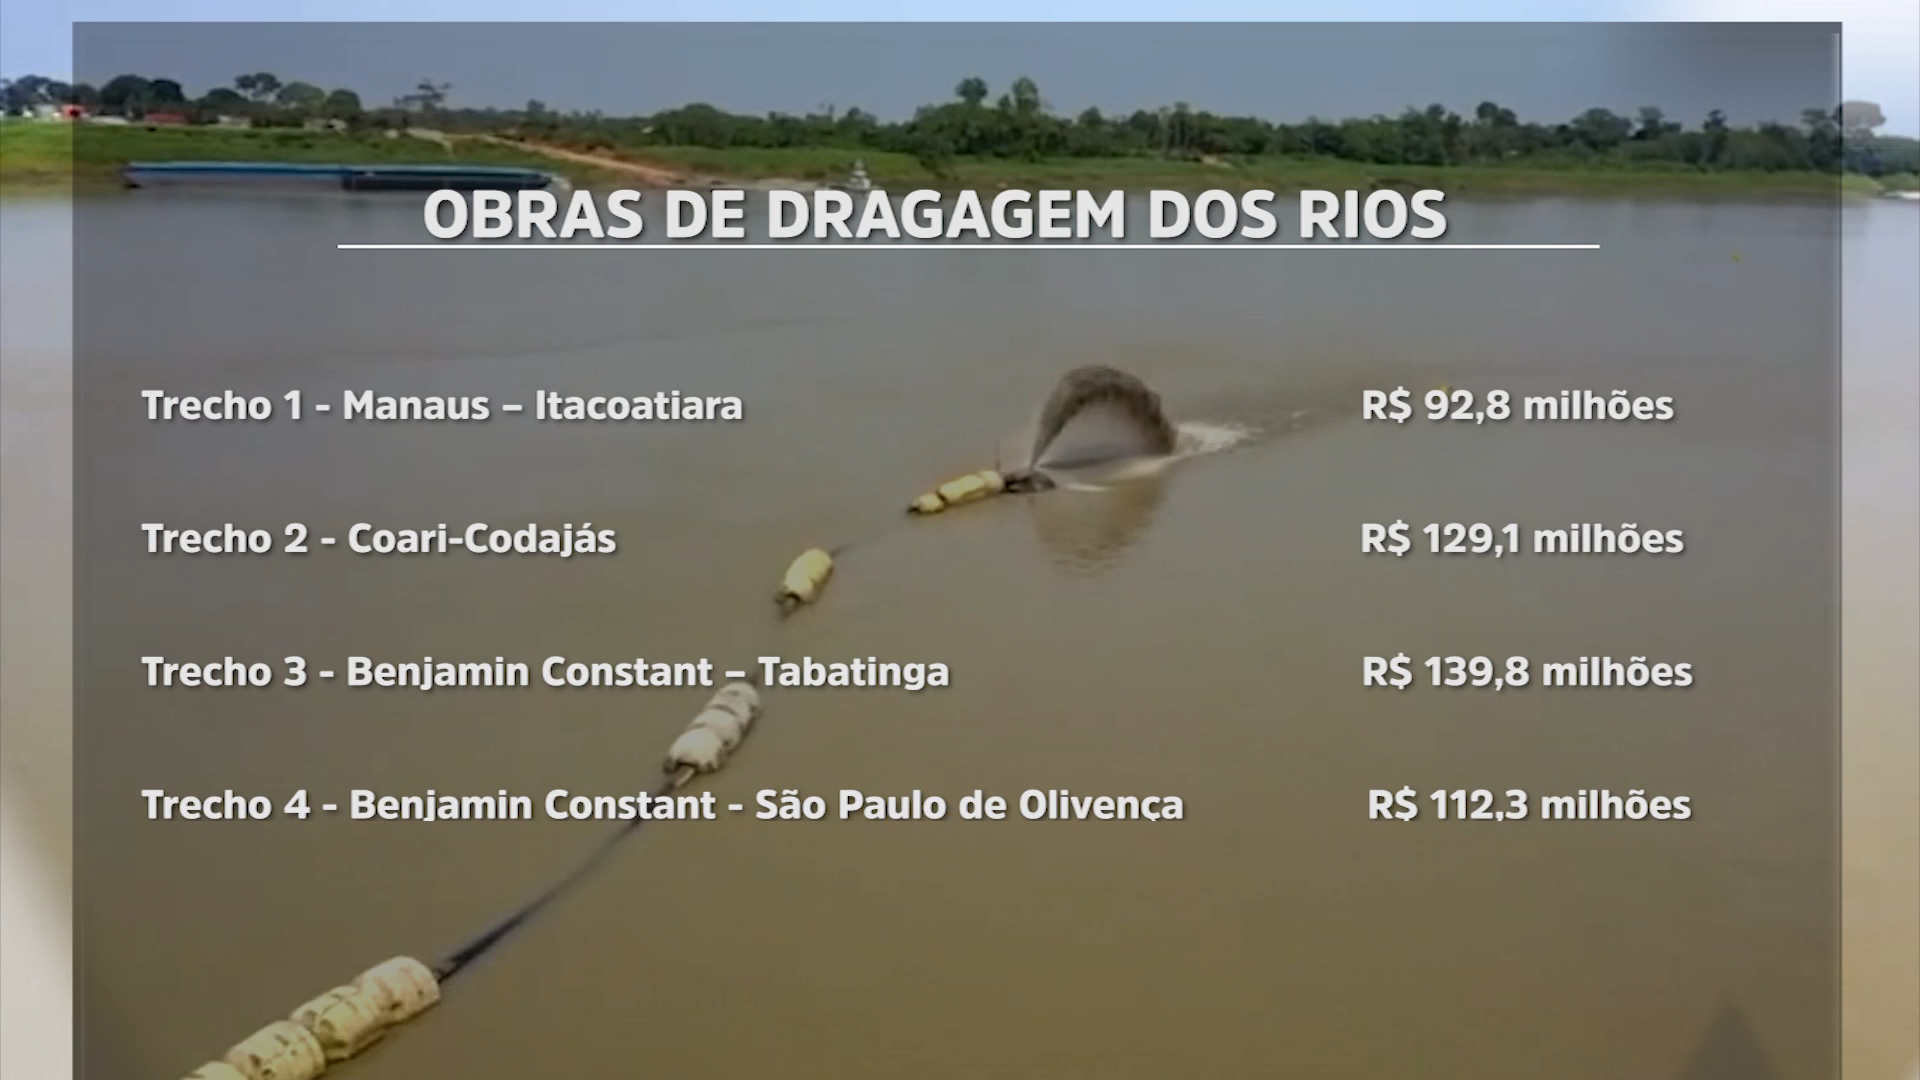 OBRAS DE DRAGAGEM DOS RIOS
Trecho 1 - Manaus – Itacoatiara R$ 92,8 milhões
Trecho 2 - Coari-Codajás R$ 129,1 milhões
Trecho 3 - Benjamin Constant – Tabatinga R$ 139,8 milhões
Trecho 4 - Benjamin Constant - São Paulo de Olivença R$ 112,3 milhões